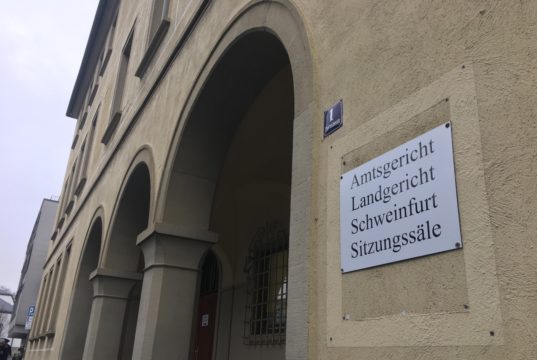 1
Amtsgericht
Landgericht
Schweinfurt
Sitzungssäle
P